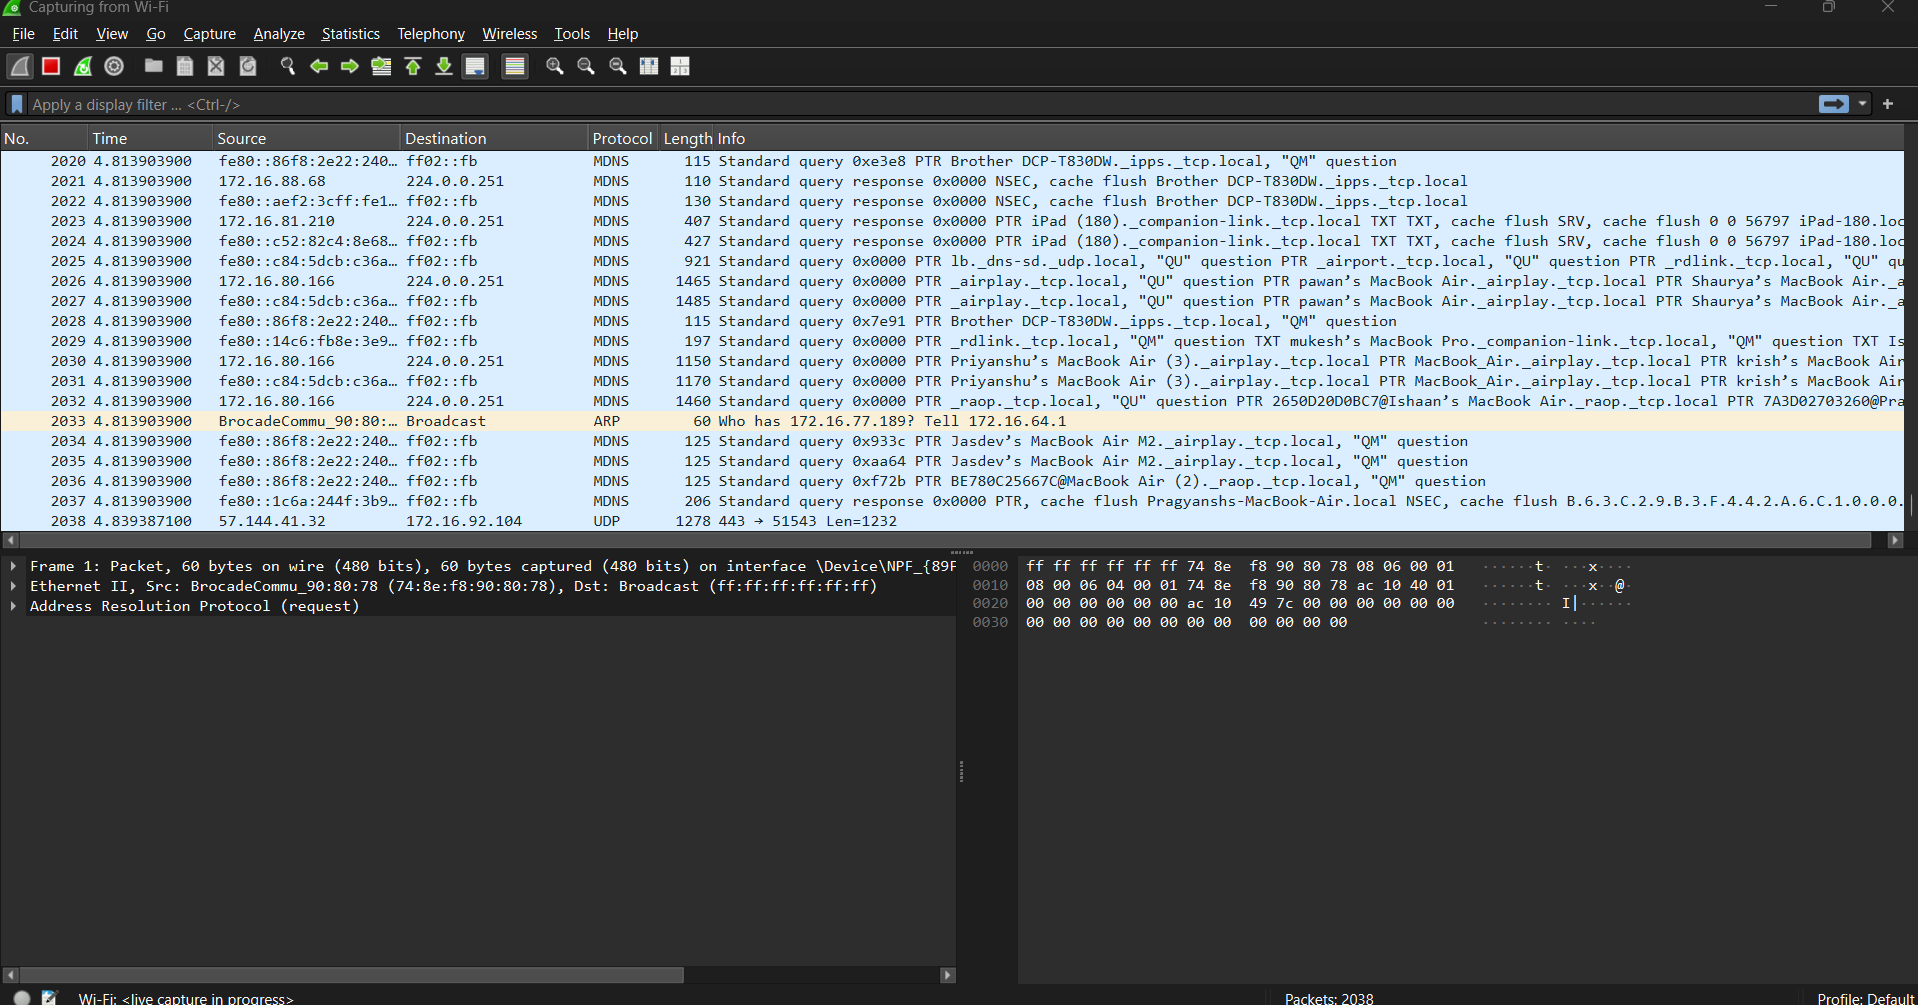 Capturing from Wi-Fi
File Edit View Go Capture Analyze Statistics Telephony Wireless Tools Help
Apply a display filter ... <Ctrl-/>
No. Time Source Destination Protocol Length Info
2020 4.813903900 fe80::86f8:2e22:240… ff02::fb MDNS 115 Standard query 0xe3e8 PTR Brother DCP-T830DW._ipps._tcp.local, "QM" question
2021 4.813903900 172.16.88.68 224.0.0.251 MDNS 110 Standard query response 0x0000 NSEC, cache flush Brother DCP-T830DW._ipps._tcp.local
2022 4.813903900 fe80::aef2:3cff:fe1… ff02::fb MDNS 130 Standard query response 0x0000 NSEC, cache flush Brother DCP-T830DW._ipps._tcp.local
2023 4.813903900 172.16.81.210 224.0.0.251 MDNS 407 Standard query response 0x0000 PTR iPad (180)._companion-link._tcp.local TXT TXT, cache flush SRV, cache flush 0 0 56797 iPad-180.loc
2024 4.813903900 fe80::c52:82c4:8e68… ff02::fb MDNS 427 Standard query response 0x0000 PTR iPad (180)._companion-link._tcp.local TXT TXT, cache flush SRV, cache flush 0 0 56797 iPad-180.loc
2025 4.813903900 fe80::c84:5dcb:c36a… ff02::fb MDNS 921 Standard query 0x0000 PTR lb._dns-sd._udp.local, "QU" question PTR _airport._tcp.local, "QU" question PTR _rdlink._tcp.local, "QU" qu
2026 4.813903900 172.16.80.166 224.0.0.251 MDNS 1465 Standard query 0x0000 PTR _airplay._tcp.local, "QU" question PTR pawan's MacBook Air._airplay._tcp.local PTR Shaurya's MacBook Air._a
2027 4.813903900 fe80::c84:5dcb:c36a… ff02::fb MDNS 1485 Standard query 0x0000 PTR _airplay._tcp.local, "QU" question PTR pawan's MacBook Air._airplay._tcp.local PTR Shaurya's MacBook Air._a
2028 4.813903900 fe80::86f8:2e22:240… ff02::fb MDNS 115 Standard query 0x7e91 PTR Brother DCP-T830DW._ipps._tcp.local, "QM" question
2029 4.813903900 fe80::14c6:fb8e:3e9… ff02::fb MDNS 197 Standard query 0x0000 PTR _rdlink._tcp.local, "QM" question TXT mukesh's MacBook Pro._companion-link._tcp.local, "QM" question TXT Is
2030 4.813903900 172.16.80.166 224.0.0.251 MDNS 1150 Standard query 0x0000 PTR Priyanshu's MacBook Air (3)._airplay._tcp.local PTR MacBook_Air._airplay._tcp.local PTR krish's MacBook Air
2031 4.813903900 fe80::c84:5dcb:c36a… ff02::fb MDNS 1170 Standard query 0x0000 PTR Priyanshu's MacBook Air (3)._airplay._tcp.local PTR MacBook_Air._airplay._tcp.local PTR krish's MacBook Air
2032 4.813903900 172.16.80.166 224.0.0.251 MDNS 1460 Standard query 0x0000 PTR _raop._tcp.local, "QU" question PTR 2650D20D0BC7@Ishaan's MacBook Air._raop._tcp.local PTR 7A3D02703260@Pra
2033 4.813903900 BrocadeCommu_90:80:… Broadcast ARP 60 Who has 172.16.77.189? Tell 172.16.64.1
2034 4.813903900 fe80::86f8:2e22:240… ff02::fb MDNS 125 Standard query 0x933c PTR Jasdev's MacBook Air M2._airplay._tcp.local, "QM" question
2035 4.813903900 fe80::86f8:2e22:240… ff02::fb MDNS 125 Standard query 0xaa64 PTR Jasdev's MacBook Air M2._airplay._tcp.local, "QM" question
2036 4.813903900 fe80::86f8:2e22:240… ff02::fb MDNS 125 Standard query 0xf72b PTR BE780C25667C@MacBook Air (2)._raop._tcp.local, "QM" question
2037 4.813903900 fe80::1c6a:244f:3b9… ff02::fb MDNS 206 Standard query response 0x0000 PTR, cache flush Pragyanshs-MacBook-Air.local NSEC, cache flush B.6.3.C.2.9.B.3.F.4.4.2.A.6.C.1.0.0.0.
2038 4.839387100 57.144.41.32 172.16.92.104 UDP 1278 443 → 51543 Len=1232
Frame 1: Packet, 60 bytes on wire (480 bits), 60 bytes captured (480 bits) on interface \Device\NPF_{89F
Ethernet II, Src: BrocadeCommu_90:80:78 (74:8e:f8:90:80:78), Dst: Broadcast (ff:ff:ff:ff:ff:ff)
Address Resolution Protocol (request)
0000 ff ff ff ff ff ff 74 8e f8 90 80 78 08 06 00 01 ······t· ···x····
0010 08 00 06 04 00 01 74 8e f8 90 80 78 ac 10 40 01 ······t· ···x··@·
0020 00 00 00 00 00 00 ac 10 49 7c 00 00 00 00 00 00 ········ I|······
0030 00 00 00 00 00 00 00 00 00 00 00 00 ········ ····
Wi-Fi: <live capture in progress>
Packets: 2038
Profile: Default